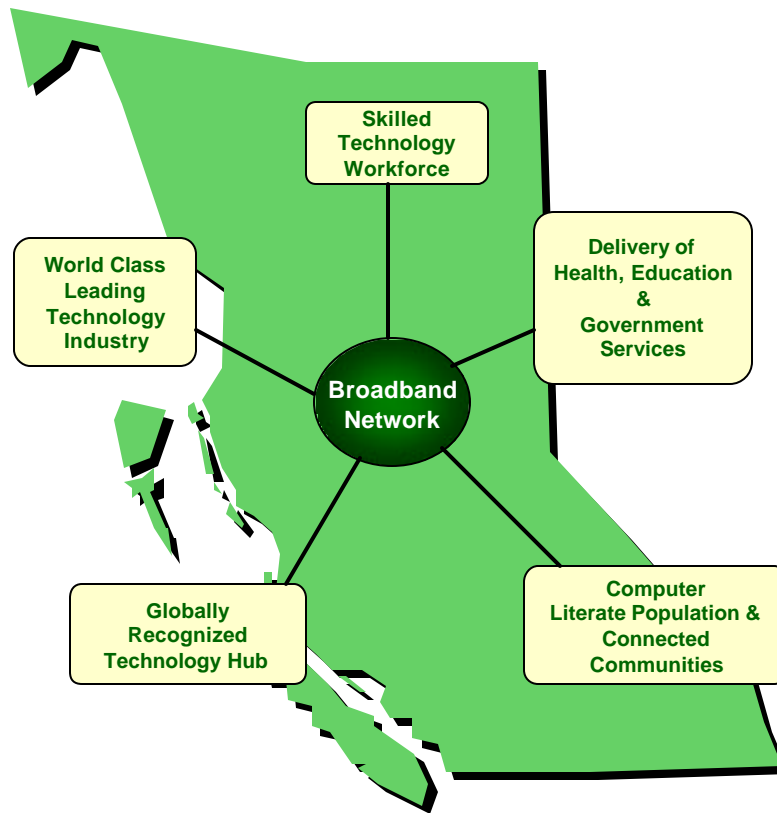 Skilled
Technology
Workforce
Delivery of
Health, Education
&
Government
Services
World Class
Leading
Technology
Industry
Broadband
Network
Globally
Recognized
Technology Hub
Computer
Literate Population &
Connected
Communities